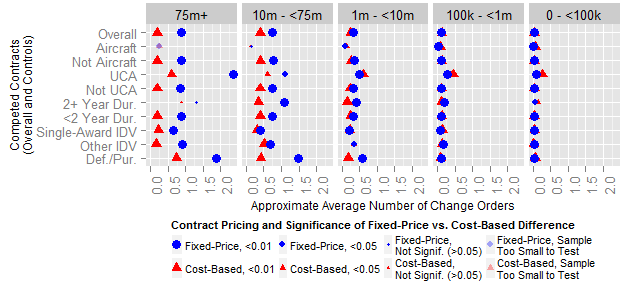 75m+ 10m - <75m 1m - <10m 100k - <1m 0 - <100k
Competed Contracts
(Overall and Controls)
Overall
Aircraft
Not Aircraft
UCA
Not UCA
2+ Year Dur.
<2 Year Dur.
Single-Award IDV
Other IDV
Def./Pur.
0.0 0.5 1.0 1.5 2.0 0.0 0.5 1.0 1.5 2.0 0.0 0.5 1.0 1.5 2.0 0.0 0.5 1.0 1.5 2.0 0.0 0.5 1.0 1.5 2.0
Approximate Average Number of Change Orders
Contract Pricing and Significance of Fixed-Price vs. Cost-Based Difference
Fixed-Price, <0.01 Fixed-Price, <0.05 Fixed-Price, Not Signif. (>0.05) Fixed-Price, Sample Too Small to Test
Cost-Based, <0.01 Cost-Based, <0.05 Cost-Based, Not Signif. (>0.05) Cost-Based, Sample Too Small to Test